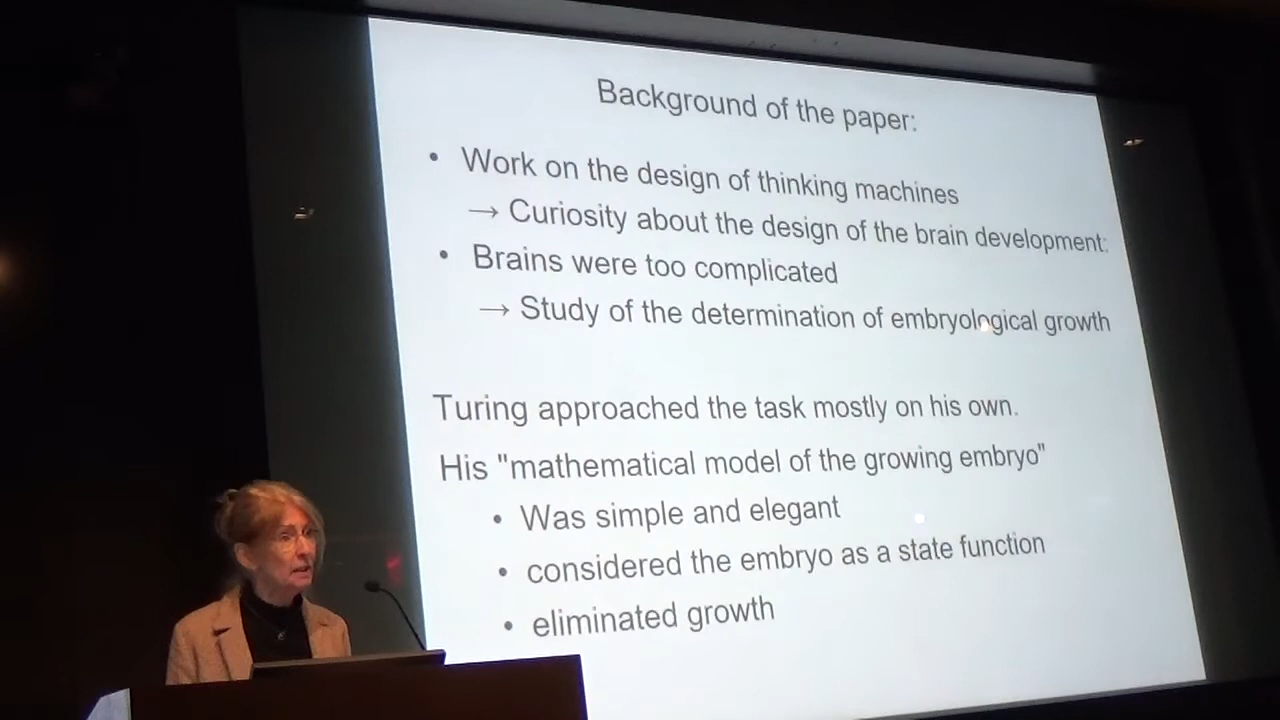 Background of the paper:
• Work on the design of thinking machines
→ Curiosity about the design of the brain development:
• Brains were too complicated
→ Study of the determination of embryological growth
Turing approached the task mostly on his own.
His "mathematical model of the growing embryo"
• Was simple and elegant
• considered the embryo as a state function
• eliminated growth